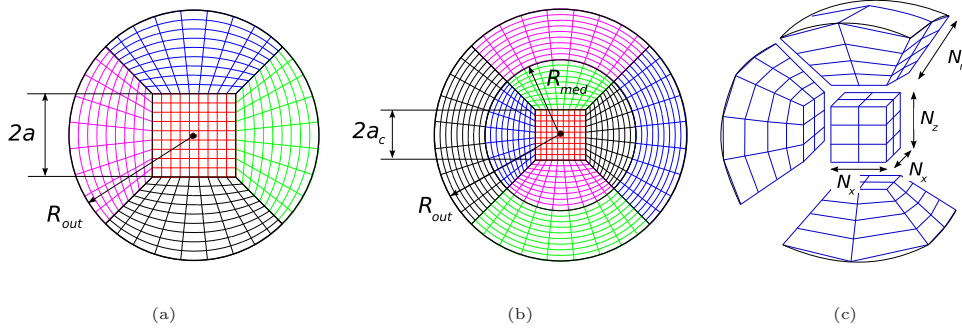 2a
R_out
(a)
2a_c
R_med
R_out
(b)
N_z
N_x
N_x
(c)